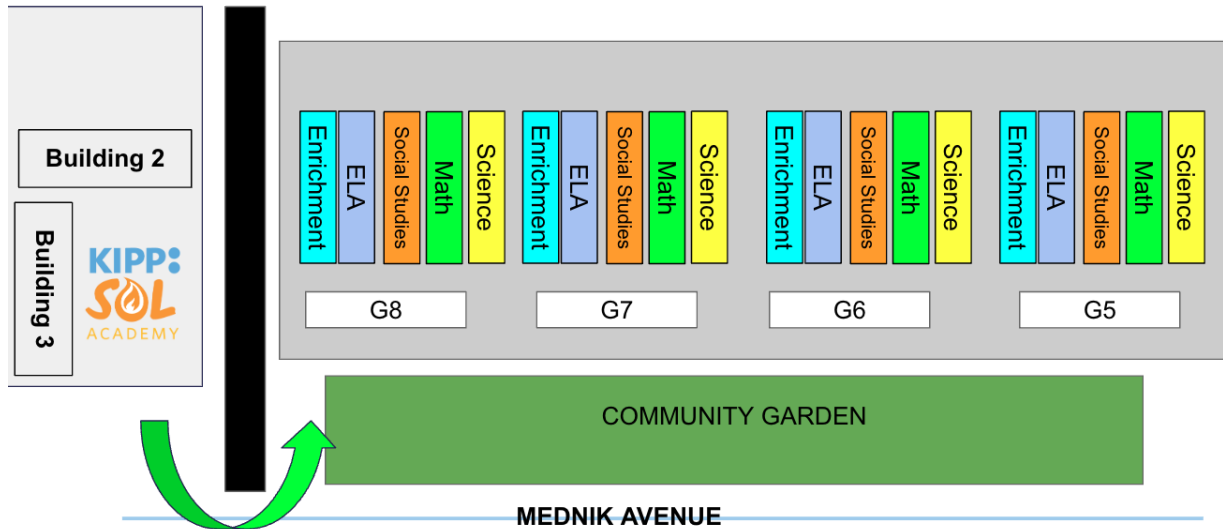 Building 2
Building 3
KIPP:
SOL
ACADEMY
Enrichment
ELA
Social Studies
Math
Science
G8
Enrichment
ELA
Social Studies
Math
Science
G7
Enrichment
ELA
Social Studies
Math
Science
G6
Enrichment
ELA
Social Studies
Math
Science
G5
COMMUNITY GARDEN
MEDNIK AVENUE